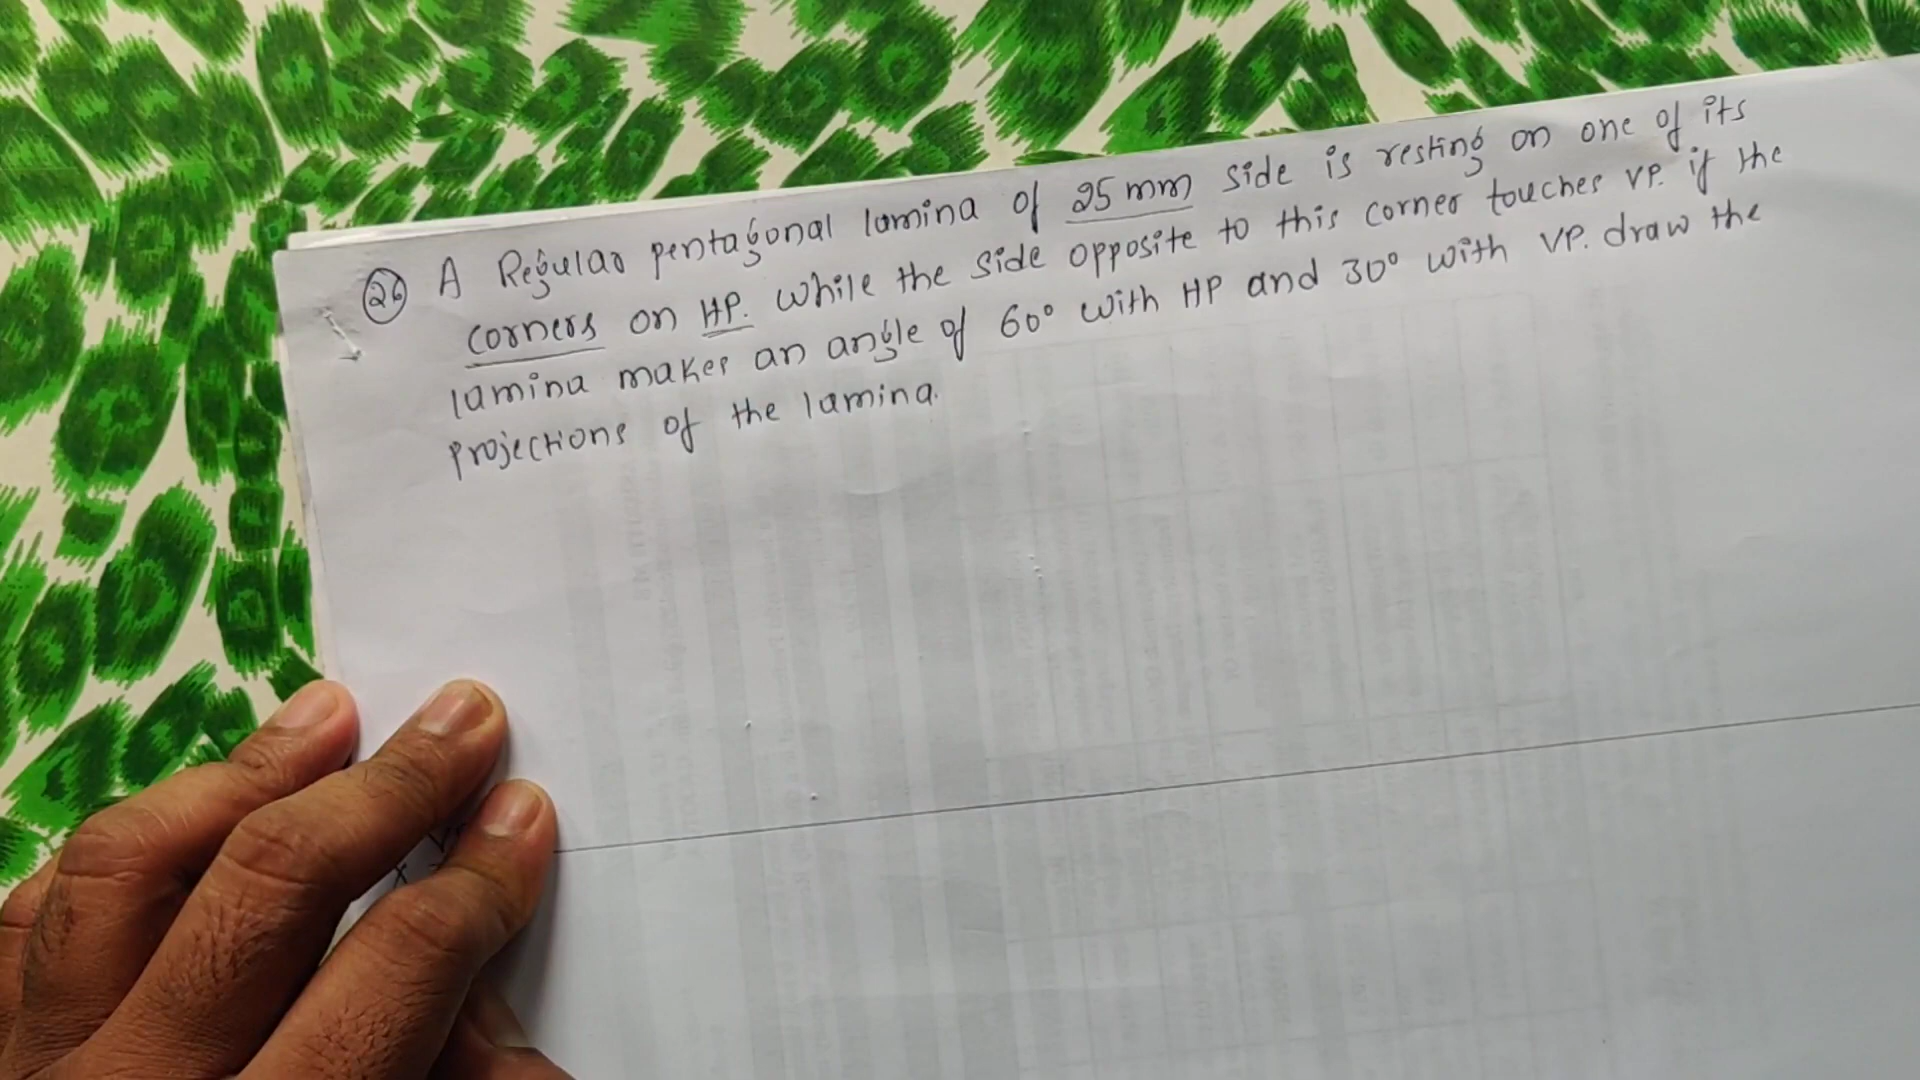 26 A Regular pentagonal lamina of 25 mm side is resting on one of its
corners on HP. While the side opposite to this corner touches VP. if the
lamina makes an angle of 60° with HP and 30° with VP. draw the
projections of the lamina.
X